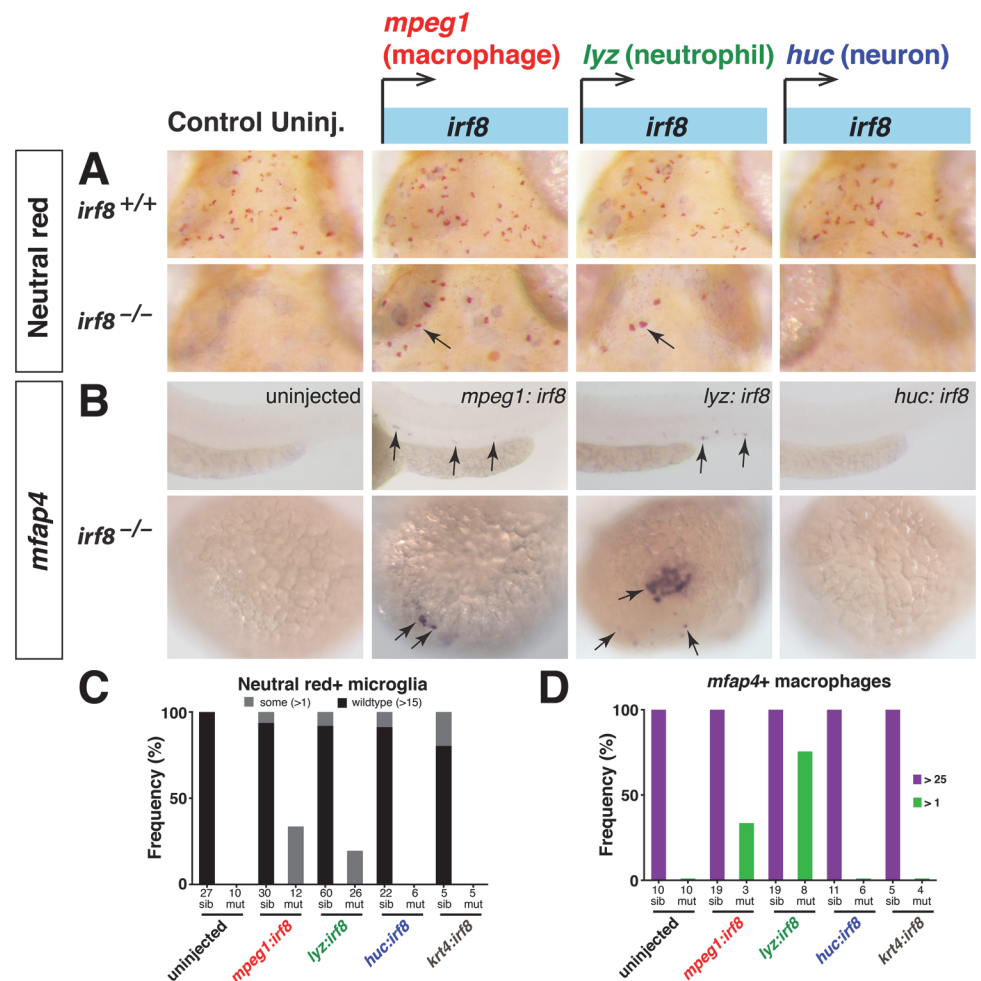 mpeg1
(macrophage)
lyz (neutrophil)
huc (neuron)
Control Uninj.
irf8
irf8
irf8
Neutral red
A
irf8 +/+
irf8 −/−
mfap4
B
uninjected
mpeg1: irf8
lyz: irf8
huc: irf8
irf8 −/−
C
Neutral red+ microglia
some (>1)
wildtype (>15)
Frequency (%)
100
50
0
27 10 30 12 60 26 22 6 5 5
sib mut sib mut sib mut sib mut sib mut
uninjected
mpeg1:irf8
lyz:irf8
huc:irf8
krt4:irf8
D
mfap4+ macrophages
Frequency (%)
100
50
0
> 25
> 1
10 10 19 3 19 8 11 6 5 4
sib mut sib mut sib mut sib mut sib mut
uninjected
mpeg1:irf8
lyz:irf8
huc:irf8
krt4:irf8